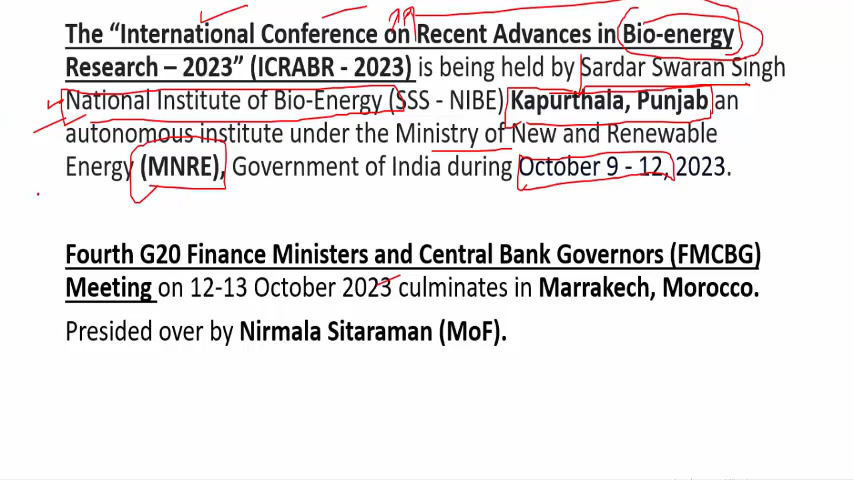 The “International Conference on Recent Advances in Bio-energy
Research – 2023” (ICRABR - 2023) is being held by Sardar Swaran Singh
National Institute of Bio-Energy (SSS - NIBE) Kapurthala, Punjab an
autonomous institute under the Ministry of New and Renewable
Energy (MNRE), Government of India during October 9 - 12, 2023.
Fourth G20 Finance Ministers and Central Bank Governors (FMCBG)
Meeting on 12-13 October 2023 culminates in Marrakech, Morocco.
Presided over by Nirmala Sitaraman (MoF).